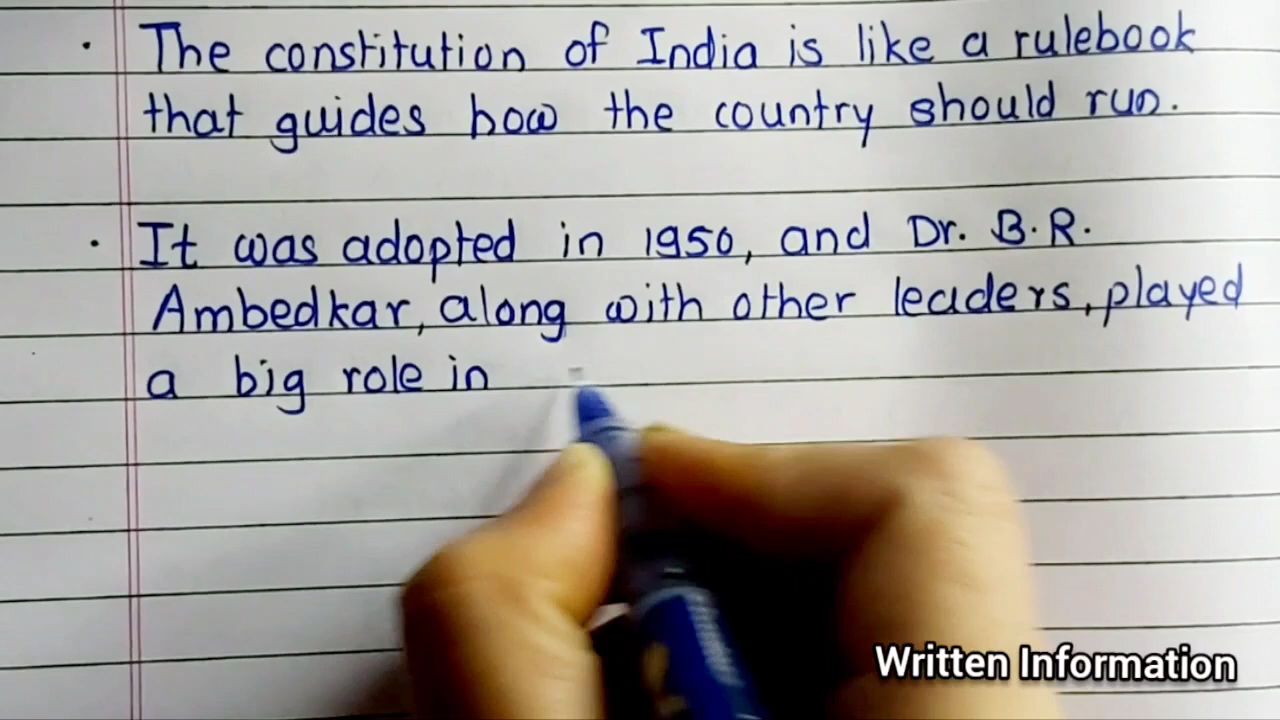 · The constitution of India is like a rulebook
that guides how the country should run.
· It was adopted in 1950, and Dr. B.R.
Ambedkar, along with other leaders, played
a big role in
Written Information